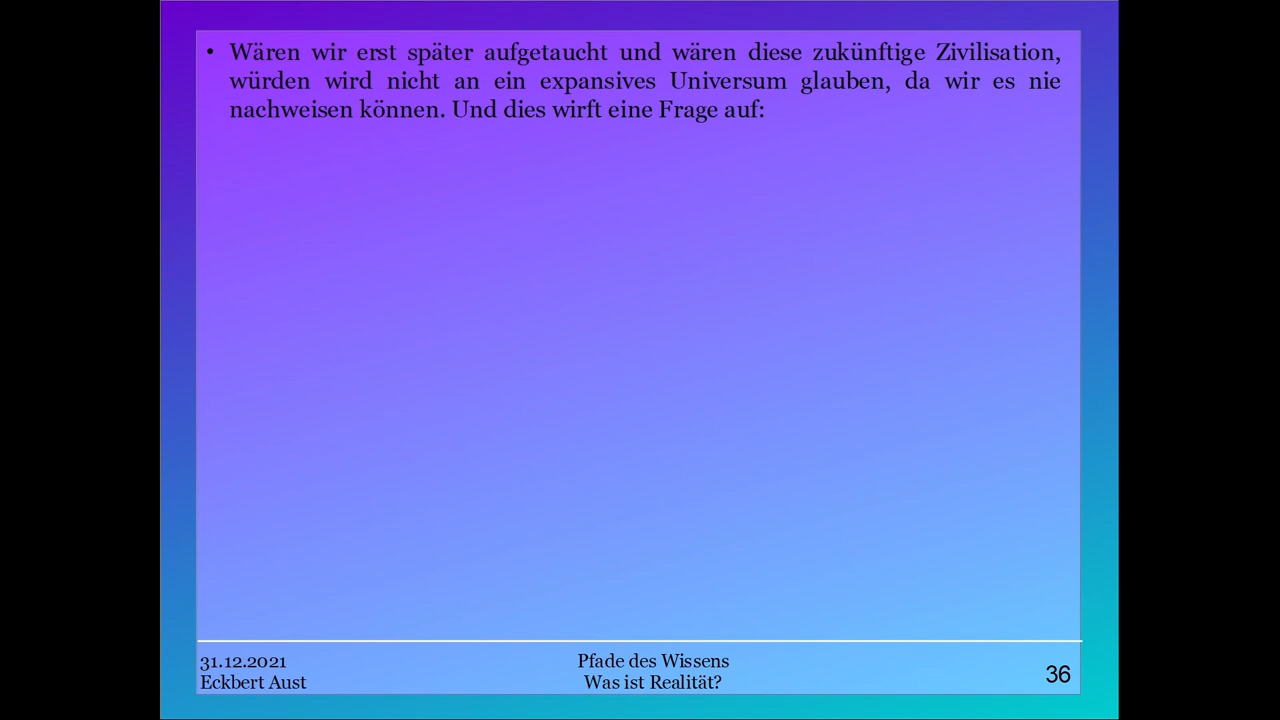 • Wären wir erst später aufgetaucht und wären diese zukünftige Zivilisation,
würden wird nicht an ein expansives Universum glauben, da wir es nie
nachweisen können. Und dies wirft eine Frage auf:
31.12.2021
Eckbert Aust
Pfade des Wissens
Was ist Realität?
36